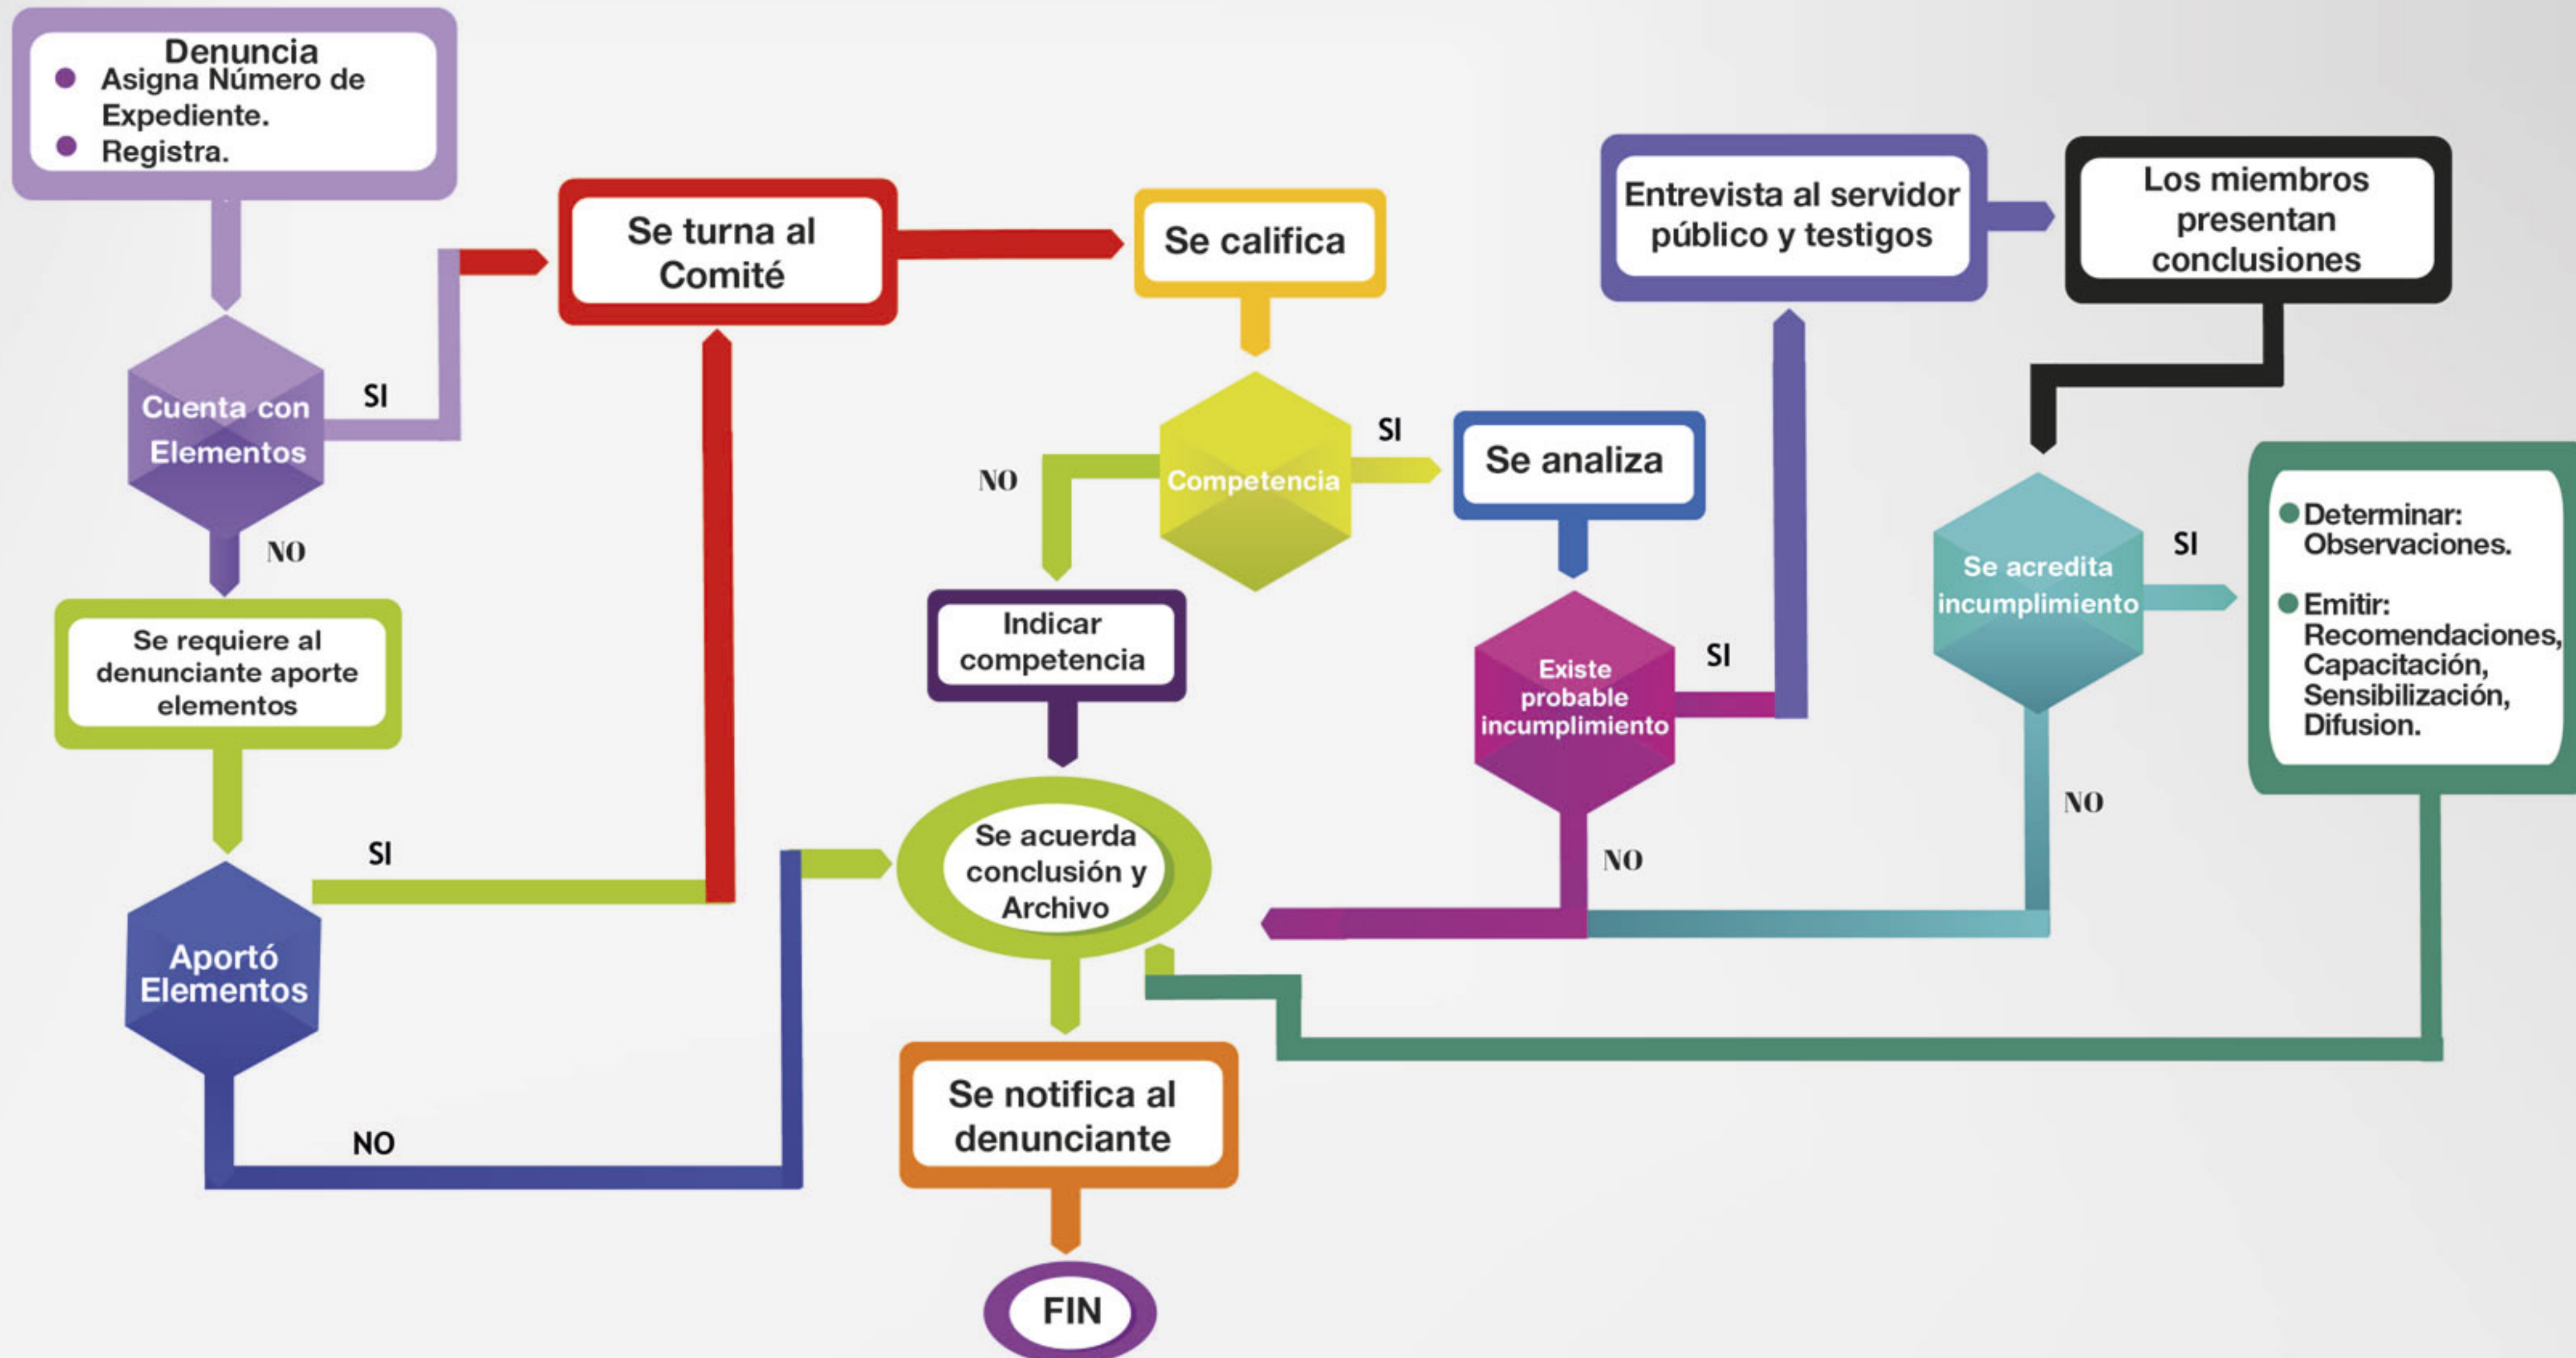 Denuncia
● Asigna Número de
Expediente.
● Registra.
Cuenta con
Elementos
SI
NO
Se requiere al
denunciante aporte
elementos
Aportó
Elementos
SI
NO
Se turna al
Comité
Se califica
Competencia
SI
NO
Indicar
competencia
Se acuerda
conclusión y
Archivo
Se notifica al
denunciante
FIN
Se analiza
Existe
probable
incumplimiento
SI
NO
Entrevista al servidor
público y testigos
Los miembros
presentan
conclusiones
Se acredita
incumplimiento
SI
NO
● Determinar:
Observaciones.
● Emitir:
Recomendaciones,
Capacitación,
Sensibilización,
Difusion.